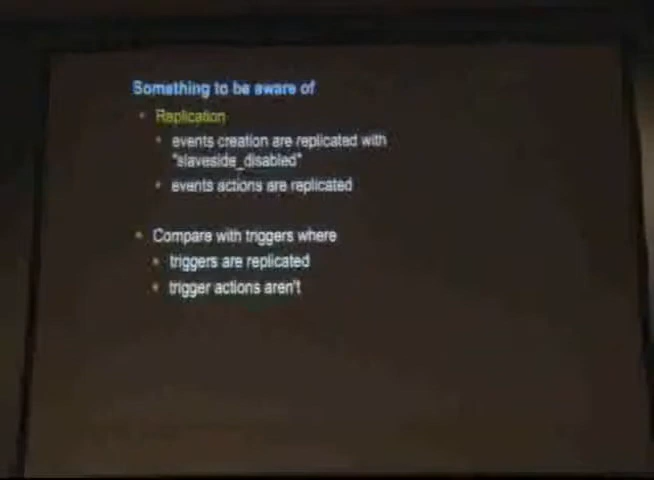 Something to be aware of
Replication
events creation are replicated with
"slaveside_disabled"
events actions are replicated
Compare with triggers where
triggers are replicated
trigger actions aren't